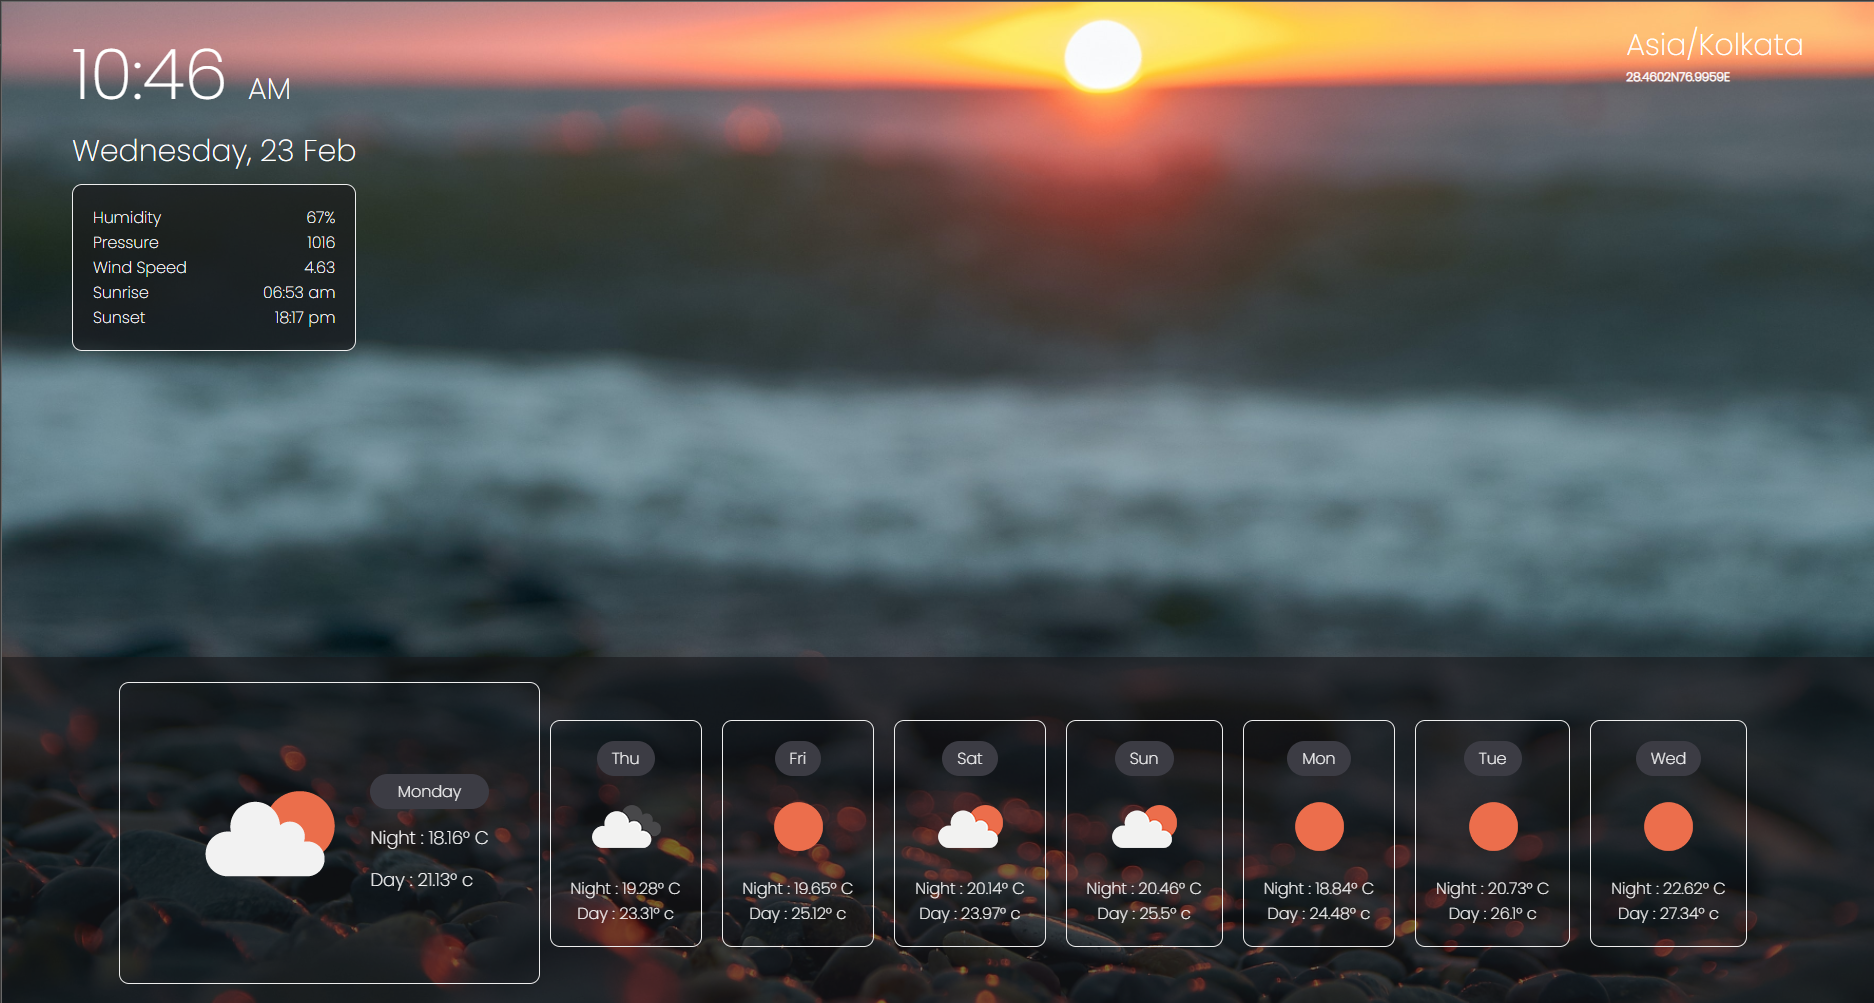 10:46 AM
Wednesday, 23 Feb
Humidity 67%
Pressure 1016
Wind Speed 4.63
Sunrise 06:53 am
Sunset 18:17 pm
Asia/Kolkata
28.4602N76.9959E
Monday
Night : 18.16° C
Day : 21.13° c
Thu
Night : 19.28° C
Day : 23.31° c
Fri
Night : 19.65° C
Day : 25.12° c
Sat
Night : 20.14° C
Day : 23.97° c
Sun
Night : 20.46° C
Day : 25.5° c
Mon
Night : 18.84° C
Day : 24.48° c
Tue
Night : 20.73° C
Day : 26.1° c
Wed
Night : 22.62° C
Day : 27.34° c